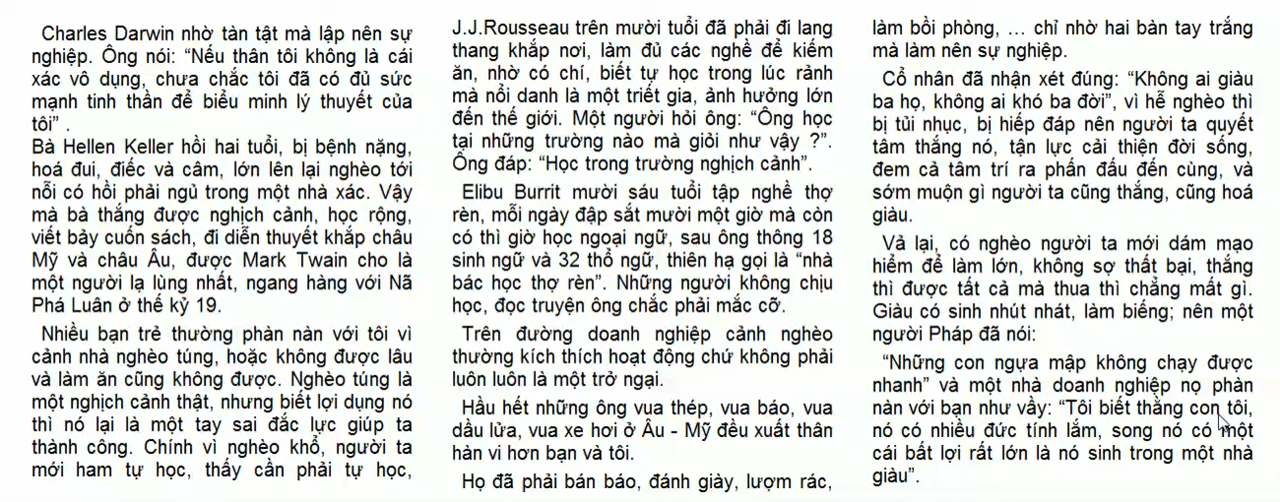 Charles Darwin nhờ tàn tật mà lập nên sự
nghiệp. Ông nói: “Nếu thân tôi không là cái
xác vô dụng, chưa chắc tôi đã có đủ sức
mạnh tinh thần để biểu minh lý thuyết của
tôi” .
Bà Hellen Keller hồi hai tuổi, bị bệnh nặng,
hoá đui, điếc và câm, lớn lên lại nghèo tới
nỗi có hồi phải ngủ trong một nhà xác. Vậy
mà bà thắng được nghịch cảnh, học rộng,
viết bảy cuốn sách, đi diễn thuyết khắp châu
Mỹ và châu Âu, được Mark Twain cho là
một người lạ lùng nhất, ngang hàng với Nã
Phá Luân ở thế kỷ 19.
Nhiều bạn trẻ thường phàn nàn với tôi vì
cảnh nhà nghèo túng, hoặc không được lâu
và làm ăn cũng không được. Nghèo túng là
một nghịch cảnh thật, nhưng biết lợi dụng nó
thì nó lại là một tay sai đắc lực giúp ta
thành công. Chính vì nghèo khổ, người ta
mới ham tự học, thấy cần phải tự học,
J.J.Rousseau trên mười tuổi đã phải đi lang
thang khắp nơi, làm đủ các nghề để kiếm
ăn, nhờ có chí, biết tự học trong lúc rảnh
mà nổi danh là một triết gia, ảnh hưởng lớn
đến thế giới. Một người hỏi ông: “Ông học
tại những trường nào mà giỏi như vậy ?”.
Ông đáp: “Học trong trường nghịch cảnh”.
Elibu Burrit mười sáu tuổi tập nghề thợ
rèn, mỗi ngày đập sắt mười một giờ mà còn
có thì giờ học ngoại ngữ, sau ông thông 18
sinh ngữ và 32 thổ ngữ, thiên hạ gọi là “nhà
bác học thợ rèn”. Những người không chịu
học, đọc truyện ông chắc phải mắc cỡ.
Trên đường doanh nghiệp cảnh nghèo
thường kích thích hoạt động chứ không phải
luôn luôn là một trở ngại.
Hầu hết những ông vua thép, vua báo, vua
dầu lửa, vua xe hơi ở Âu - Mỹ đều xuất thân
hàn vi hơn bạn và tôi.
Họ đã phải bán báo, đánh giày, lượm rác,
làm bồi phòng, … chỉ nhờ hai bàn tay trắng
mà làm nên sự nghiệp.
Cổ nhân đã nhận xét đúng: “Không ai giàu
ba họ, không ai khó ba đời”, vì hễ nghèo thì
bị tủi nhục, bị hiếp đáp nên người ta quyết
tâm thắng nó, tận lực cải thiện đời sống,
đem cả tâm trí ra phấn đấu đến cùng, và
sớm muộn gì người ta cũng thắng, cũng hoá
giàu.
Vả lại, có nghèo người ta mới dám mạo
hiểm để làm lớn, không sợ thất bại, thắng
thì được tất cả mà thua thì chẳng mất gì.
Giàu có sinh nhút nhát, làm biếng; nên một
người Pháp đã nói:
“Những con ngựa mập không chạy được
nhanh” và một nhà doanh nghiệp nọ phàn
nàn với bạn như vầy: “Tôi biết thằng con tôi,
nó có nhiều đức tính lắm, song nó có một
cái bất lợi rất lớn là nó sinh trong một nhà
giàu”.